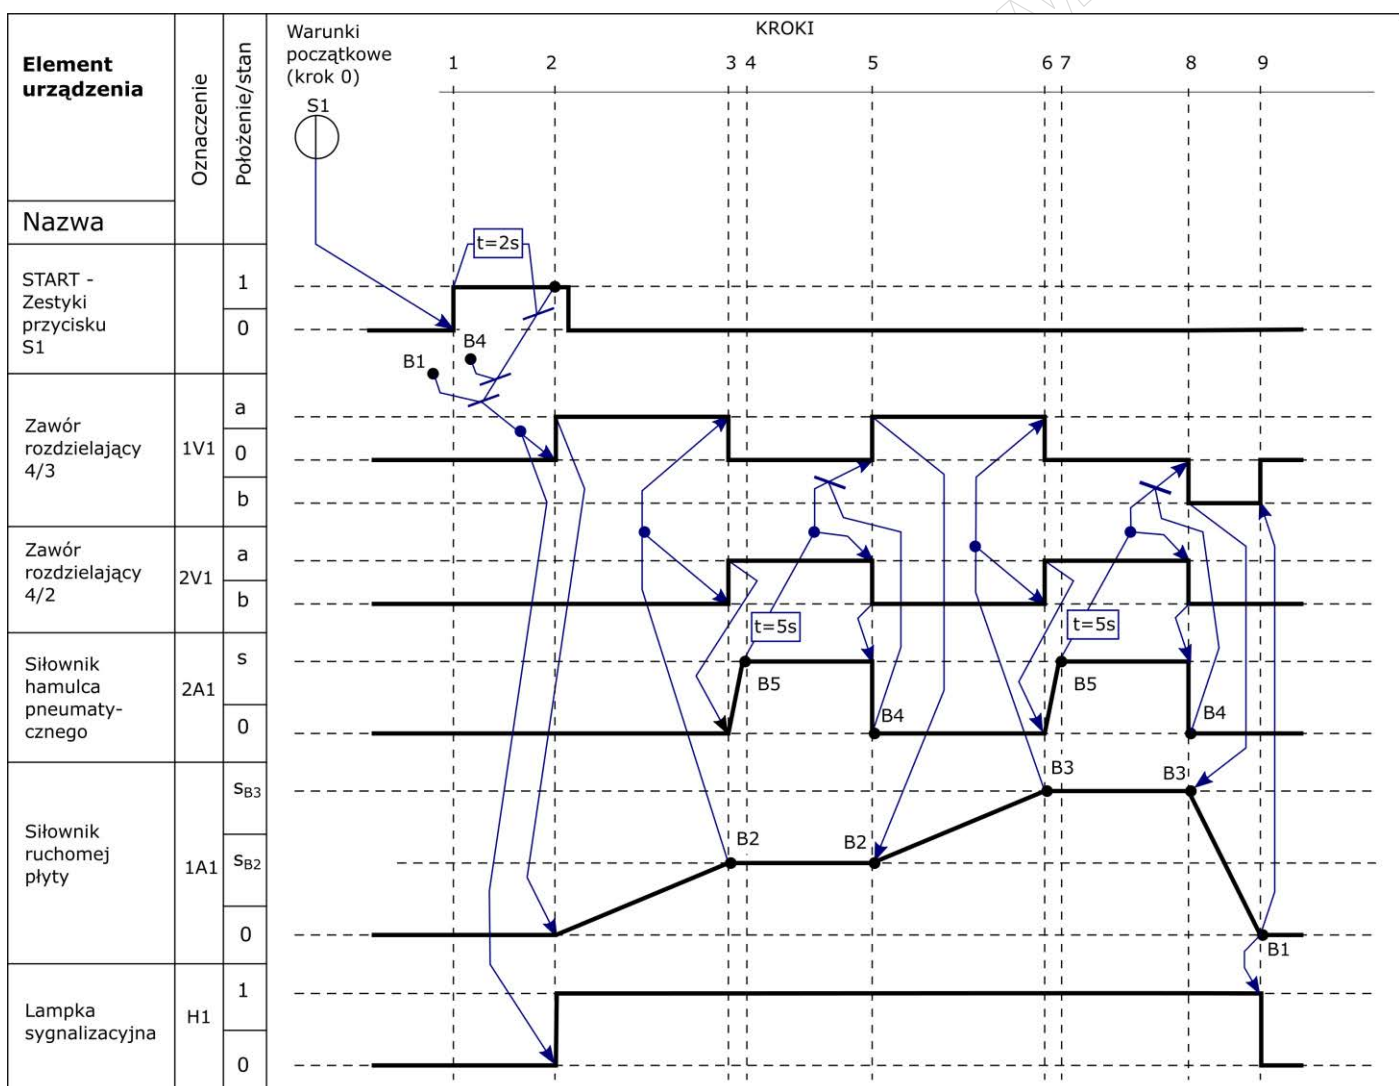 KROKI
Warunki
początkowe
(krok 0)
Element
urządzenia
Oznaczenie
Położenie/stan
1 2 3 4 5 6 7 8 9
S1
Nazwa
t=2s
START -
Zestyki
przycisku
S1
1
0
B1
B4
Zawór
rozdzielający
4/3
1V1
a
0
b
Zawór
rozdzielający
4/2
2V1
a
b
t=5s
t=5s
Siłownik
hamulca
pneumaty-
cznego
2A1
s
0
B5
B4
B5
B4
Siłownik
ruchomej
płyty
1A1
sB3
sB2
0
B2
B2
B3
B3
B1
Lampka
sygnalizacyjna
H1
1
0